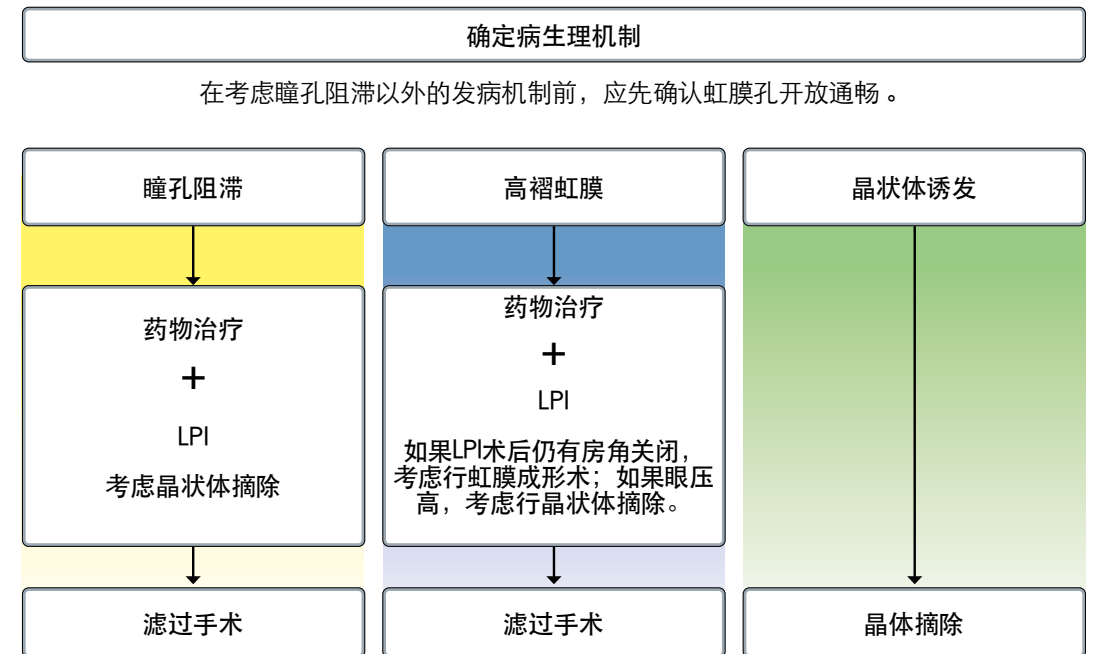 确定病生理机制
在考虑瞳孔阻滞以外的发病机制前，应先确认虹膜孔开放通畅。
瞳孔阻滞
高褶虹膜
晶状体诱发
药物治疗
+
LPI
考虑晶状体摘除
药物治疗
+
LPI
如果LPI术后仍有房角关闭，
考虑行虹膜成形术；如果眼压
高，考虑行晶状体摘除。
滤过手术
滤过手术
晶体摘除